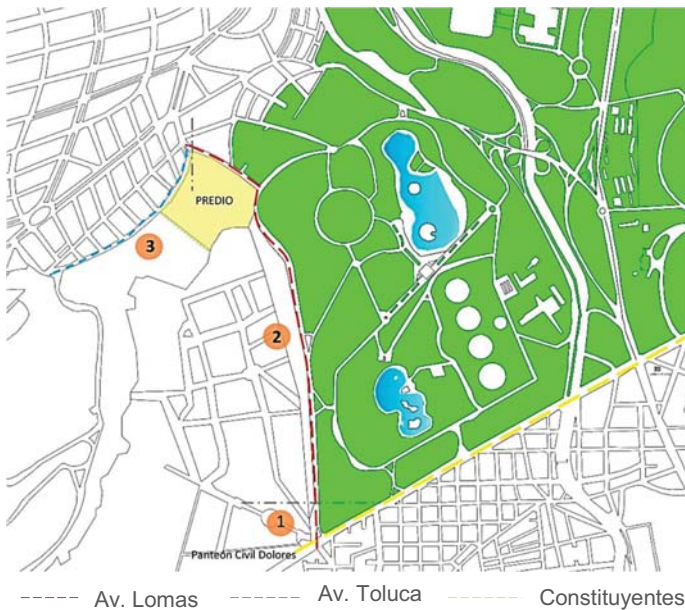 PREDIO
3
2
1
Panteón Civil Dolores
Av. Lomas Av. Toluca Constituyentes